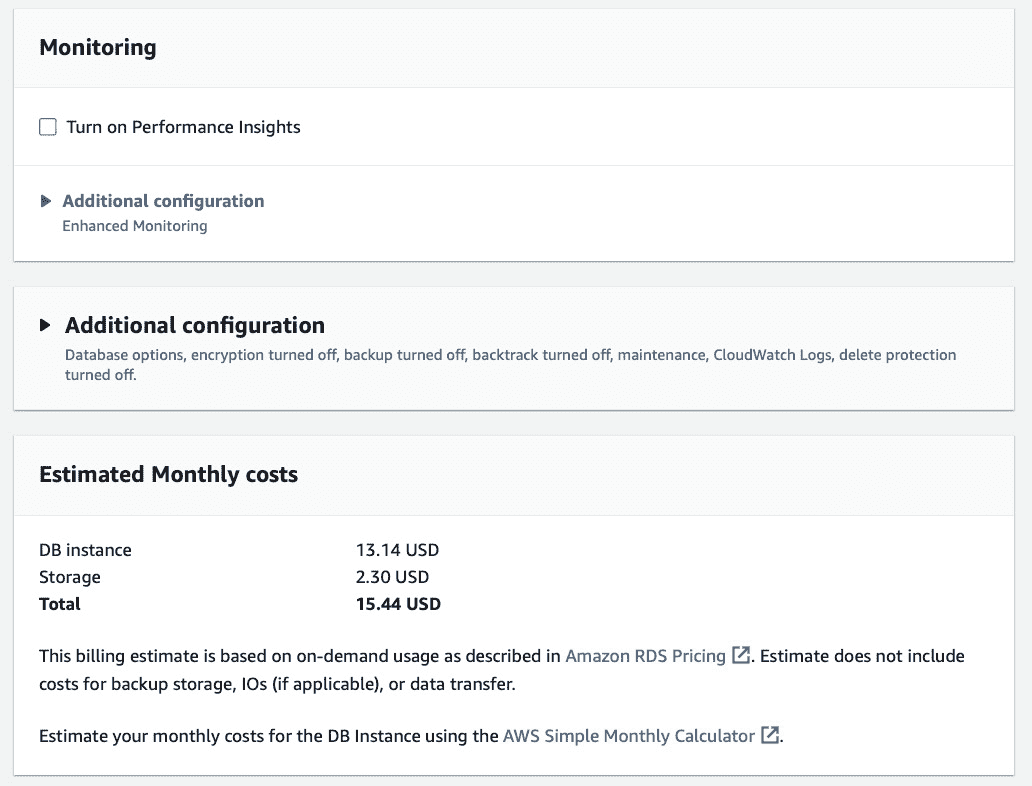 Monitoring
Turn on Performance Insights
Additional configuration
Enhanced Monitoring
Additional configuration
Database options, encryption turned off, backup turned off, backtrack turned off, maintenance, CloudWatch Logs, delete protection
turned off.
Estimated Monthly costs
DB instance 13.14 USD
Storage 2.30 USD
Total 15.44 USD
This billing estimate is based on on-demand usage as described in Amazon RDS Pricing. Estimate does not include
costs for backup storage, IOs (if applicable), or data transfer.
Estimate your monthly costs for the DB Instance using the AWS Simple Monthly Calculator.